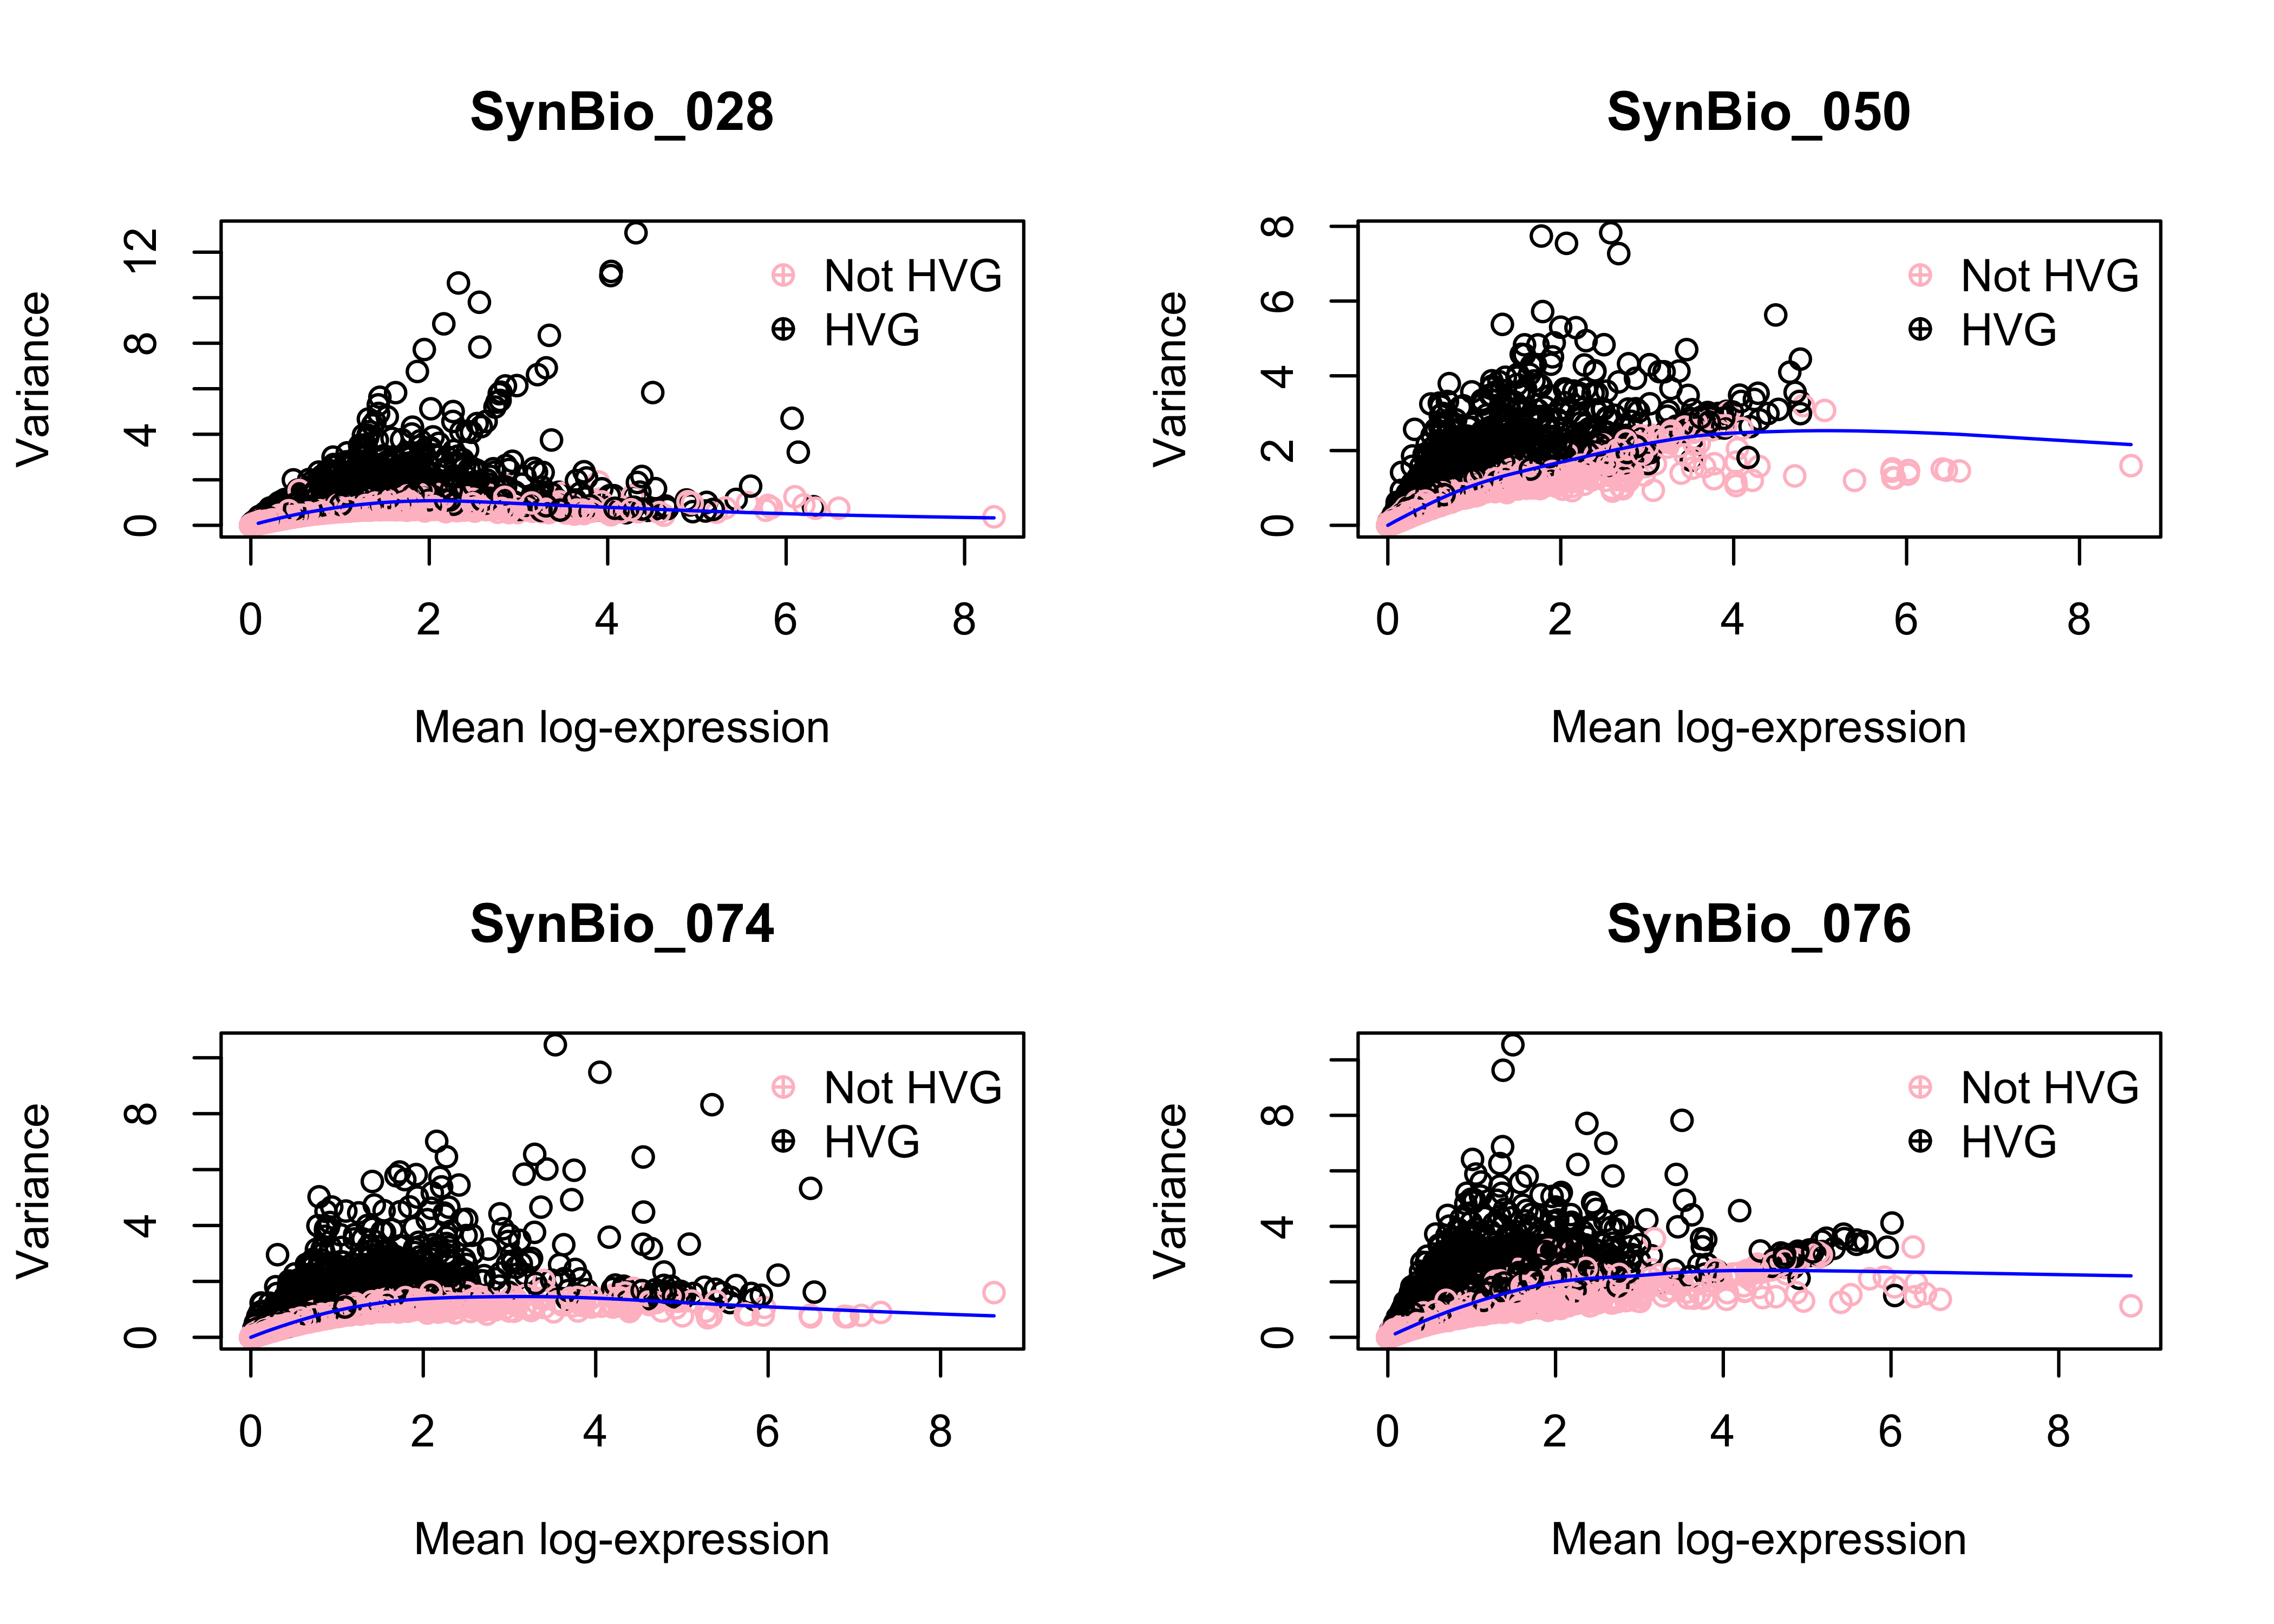 SynBio_028
Variance
12
8
4
0
Not HVG
HVG
0 2 4 6 8
Mean log-expression
SynBio_050
Variance
8
6
4
2
0
Not HVG
HVG
0 2 4 6 8
Mean log-expression
SynBio_074
Variance
8
4
0
Not HVG
HVG
0 2 4 6 8
Mean log-expression
SynBio_076
Variance
8
4
0
Not HVG
HVG
0 2 4 6 8
Mean log-expression